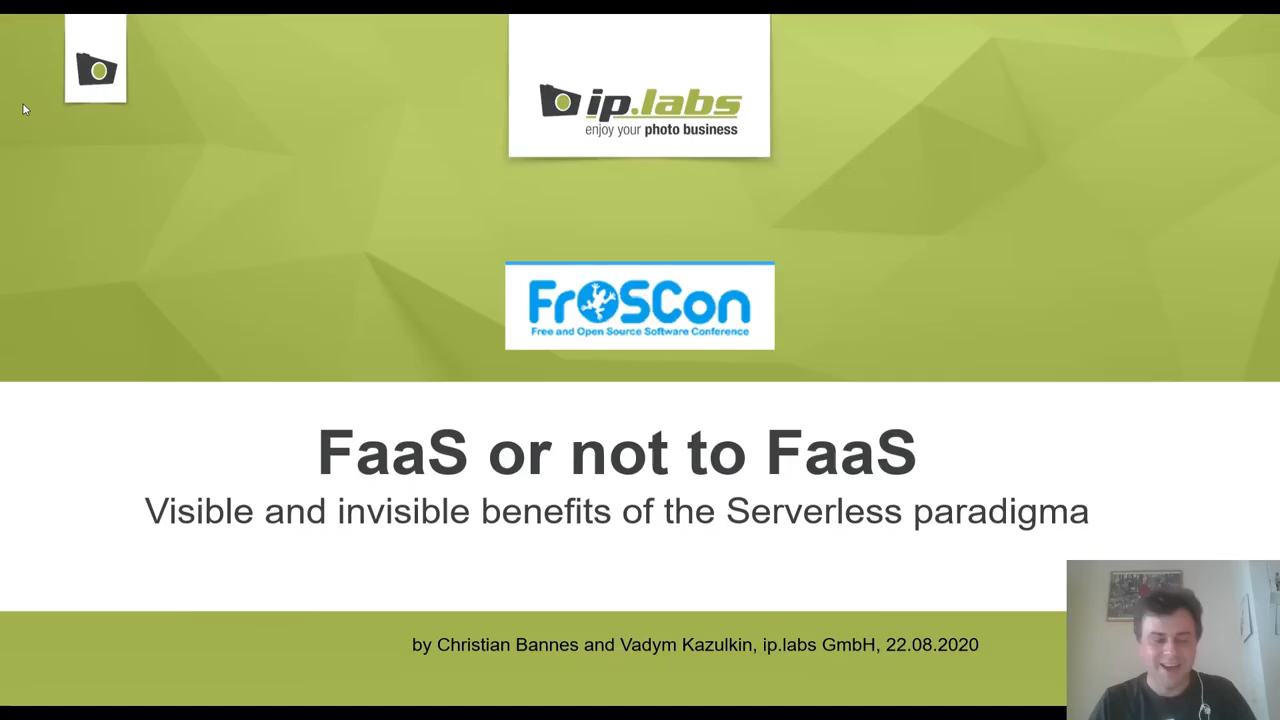 ip.labs
enjoy your photo business
FrOSCon
Free and Open Source Software Conference
FaaS or not to FaaS
Visible and invisible benefits of the Serverless paradigma
by Christian Bannes and Vadym Kazulkin, ip.labs GmbH, 22.08.2020